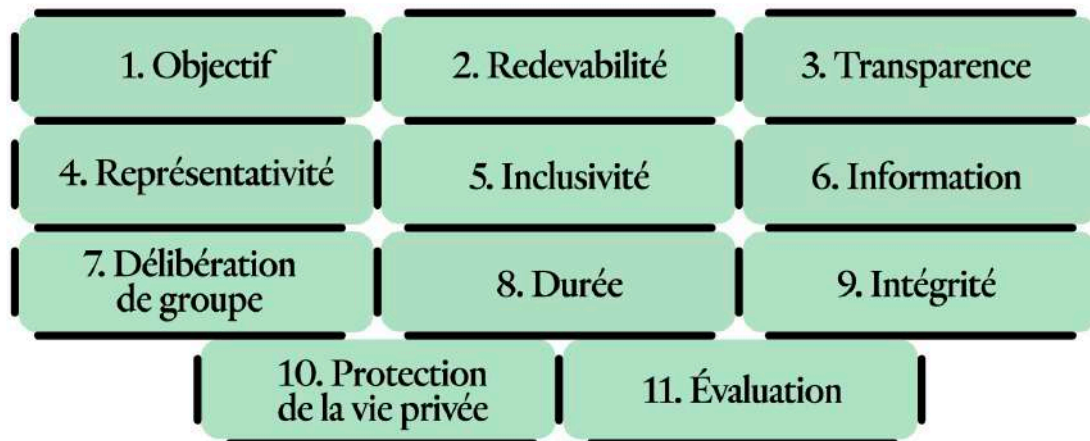 1. Objectif
2. Redevabilité
3. Transparence
4. Représentativité
5. Inclusivité
6. Information
7. Délibération
de groupe
8. Durée
9. Intégrité
10. Protection
de la vie privée
11. Évaluation